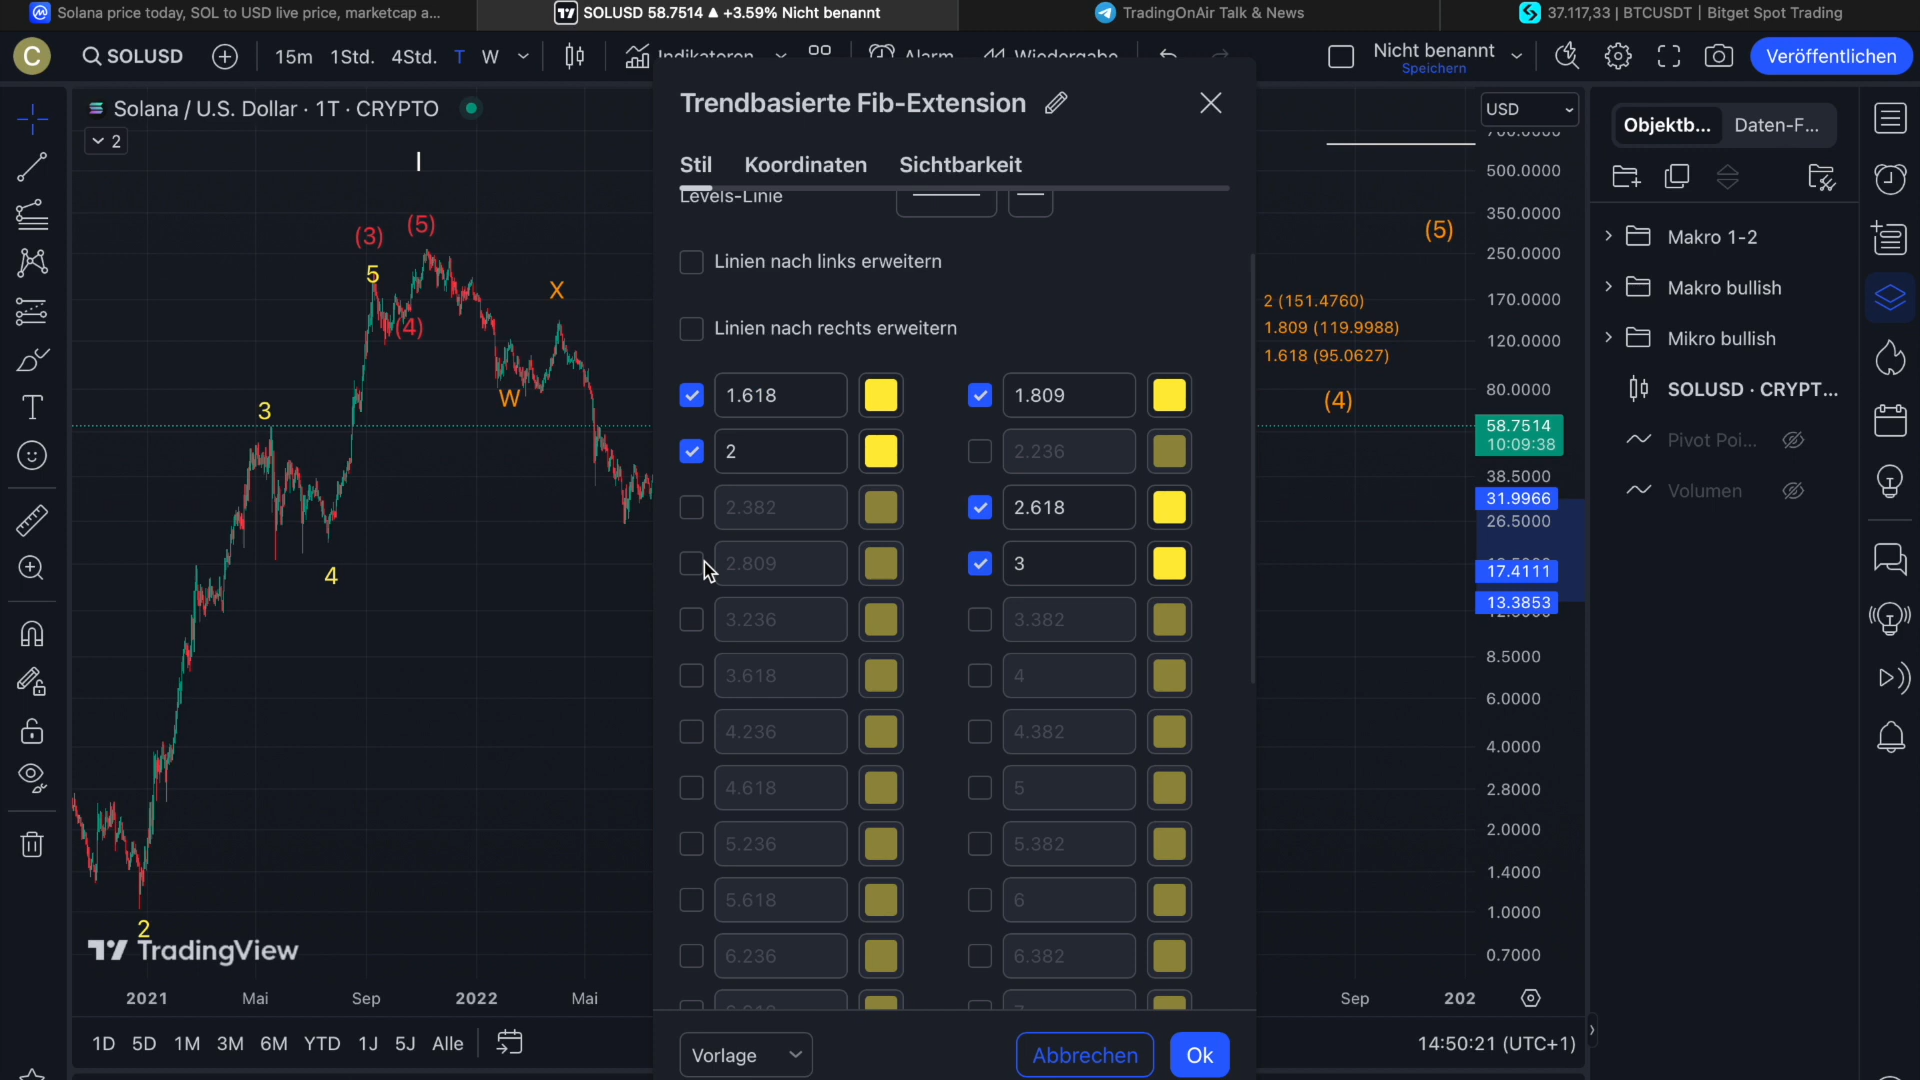 Solana price today, SOL to USD live price, marketcap a...
SOLUSD 58.7514 ▲ +3.59% Nicht benannt
TradingOnAir Talk & News
37.117,33 | BTCUSDT | Bitget Spot Trading
C
SOLUSD
15m
1Std.
4Std.
T
W
Indikatoren
Alarm
Wiedergabe
Nicht benannt
Speichern
Veröffentlichen
Solana / U.S. Dollar · 1T · CRYPTO
2
I
(3)
(5)
5
(4)
X
W
3
4
2
TradingView
Trendbasierte Fib-Extension
Stil
Koordinaten
Sichtbarkeit
Levels-Linie
Linien nach links erweitern
Linien nach rechts erweitern
1.618
1.809
2
2.236
2.382
2.618
2.809
3
3.236
3.382
3.618
4
4.236
4.382
4.618
5
5.236
5.382
5.618
6
6.236
6.382
Vorlage
Abbrechen
Ok
(5)
2 (151.4760)
1.809 (119.9988)
1.618 (95.0627)
(4)
USD
500.0000
350.0000
250.0000
170.0000
120.0000
80.0000
58.7514
10:09:38
38.5000
31.9966
26.5000
17.4111
13.3853
8.5000
6.0000
4.0000
2.8000
2.0000
1.4000
1.0000
0.7000
2021
Mai
Sep
2022
Mai
Sep
202
1D
5D
1M
3M
6M
YTD
1J
5J
Alle
14:50:21 (UTC+1)
Objektb...
Daten-F...
Makro 1-2
Makro bullish
Mikro bullish
SOLUSD · CRYPT...
Pivot Poi...
Volumen